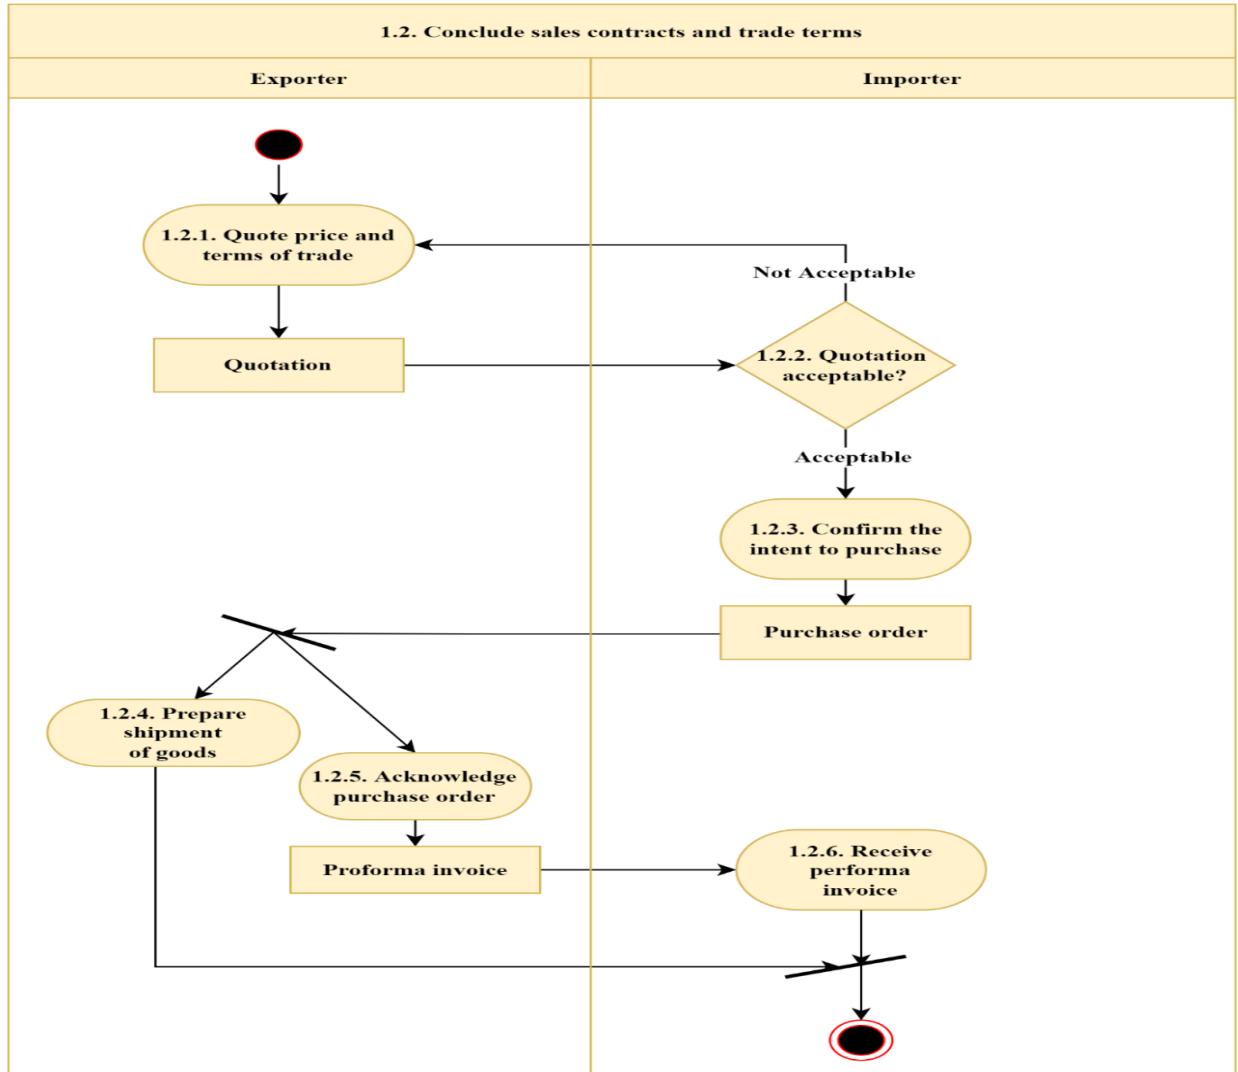 1.2. Conclude sales contracts and trade terms
Exporter
Importer
1.2.1. Quote price and
terms of trade
Not Acceptable
Quotation
1.2.2. Quotation
acceptable?
Acceptable
1.2.3. Confirm the
intent to purchase
Purchase order
1.2.4. Prepare
shipment
of goods
1.2.5. Acknowledge
purchase order
Proforma invoice
1.2.6. Receive
performa
invoice